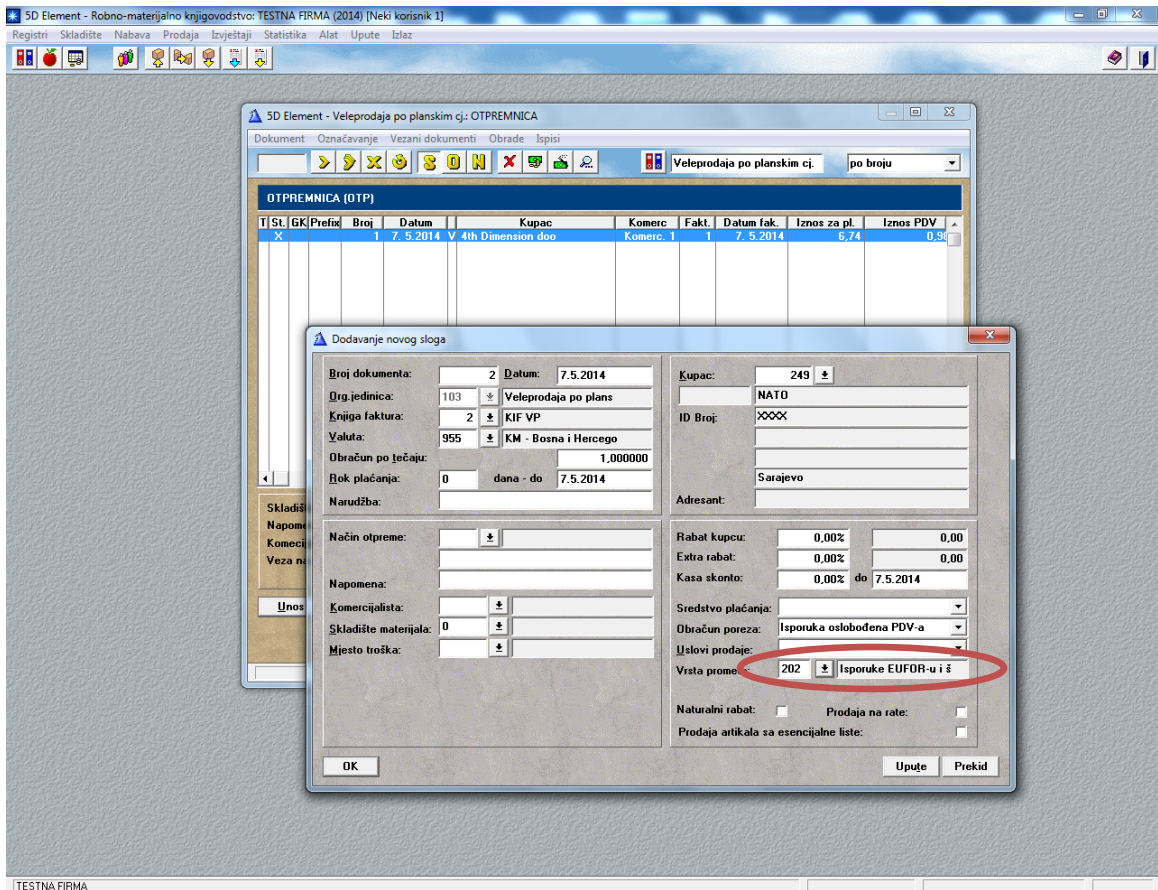 5D Element - Robno-materijalno knjigovodstvo: TESTNA FIRMA (2014) [Neki korisnik 1]
Registri Skladište Nabava Prodaja Izvještaji Statistika Alat Upute Izlaz
5D Element - Veleprodaja po planskim cj.: OTPREMNICA
Dokument Označavanje Vezani dokumenti Obrade Ispisi
S O N Veleprodaja po planskim cj. po broju
OTPREMNICA (OTP)
T St. GK Prefix Broj Datum Kupac Komerc Fakt. Datum fak. Iznos za pl. Iznos PDV
X 1 7. 5.2014 V 4th Dimension doo Komerc. 1 1 7. 5.2014 6,74 0,98
Skladiš
Napome
Komecij
Veza na
Unos
Dodavanje novog sloga
Broj dokumenta: 2 Datum: 7.5.2014
Org.jedinica: 103 Veleprodaja po plans
Knjiga faktura: 2 KIF VP
Valuta: 955 KM - Bosna i Hercego
Obračun po tečaju: 1,000000
Rok plaćanja: 0 dana - do 7.5.2014
Narudžba:
Kupac: 249
NATO
ID Broj: XXXX
Sarajevo
Adresant:
Način otpreme:
Napomena:
Komercijalista:
Skladište materijala: 0
Mjesto troška:
Rabat kupcu: 0,00% 0,00
Extra rabat: 0,00% 0,00
Kasa skonto: 0,00% do 7.5.2014
Sredstvo plaćanja:
Obračun poreza: Isporuka oslobođena PDV-a
Uslovi prodaje:
Vrsta prometa: 202 Isporuke EUFOR-u i š
Naturalni rabat: Prodaja na rate:
Prodaja artikala sa esencijalne liste:
OK Upute Prekid
TESTNA FIRMA